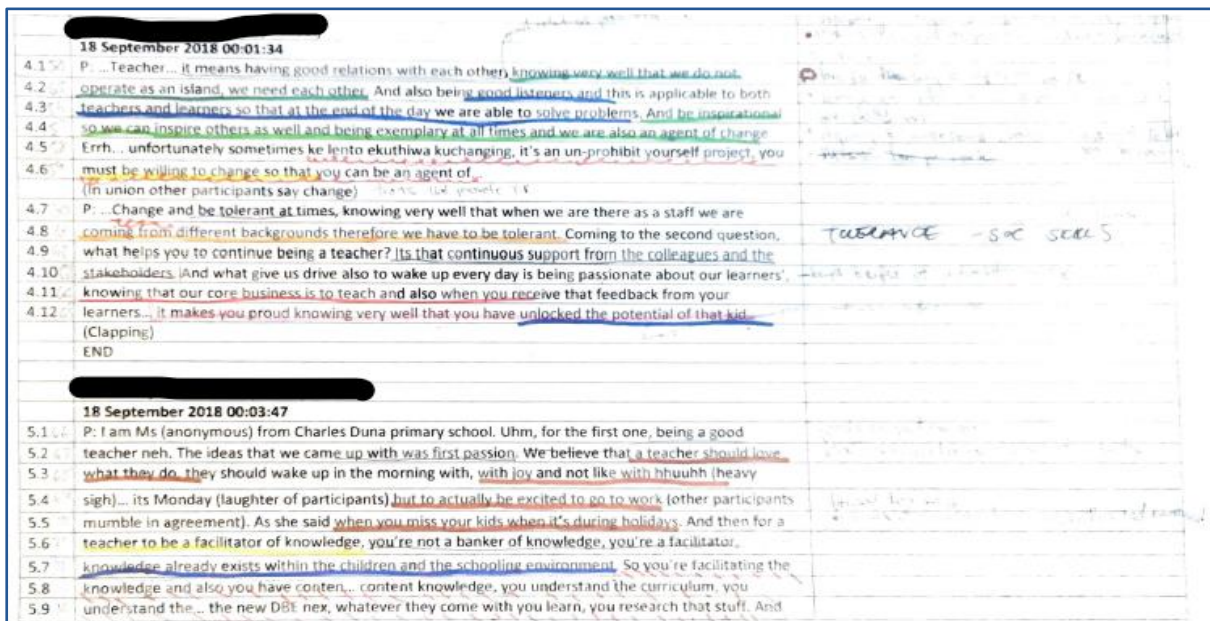 18 September 2018 00:01:34
4.1 P: ...Teacher... it means having good relations with each other, knowing very well that we do not
4.2 operate as an island, we need each other. And also being good listeners and this is applicable to both
4.3 teachers and learners so that at the end of the day we are able to solve problems. And be inspirational
4.4 so we can inspire others as well and being exemplary at all times and we are also an agent of change
4.5 Errh... unfortunately sometimes ke lento ekuthiwa kuchanging, it's an un-prohibit yourself project, you
4.6 must be willing to change so that you can be an agent of...
(In union other participants say change)
4.7 P: ...Change and be tolerant at times, knowing very well that when we are there as a staff we are
4.8 coming from different backgrounds therefore we have to be tolerant. Coming to the second question, TOLERANCE - SOC SKILLS
4.9 what helps you to continue being a teacher? Its that continuous support from the colleagues and the
4.10 stakeholders. And what give us drive also to wake up every day is being passionate about our learners',
4.11 knowing that our core business is to teach and also when you receive that feedback from your
4.12 learners... it makes you proud knowing very well that you have unlocked the potential of that kid...
(Clapping)
END
18 September 2018 00:03:47
5.1 P: I am Ms (anonymous) from Charles Duna primary school. Uhm, for the first one, being a good
5.2 teacher neh. The ideas that we came up with was first passion. We believe that a teacher should love
5.3 what they do, they should wake up in the morning with, with joy and not like with hhuuhh (heavy
5.4 sigh)... its Monday (laughter of participants) but to actually be excited to go to work (other participants
5.5 mumble in agreement). As she said when you miss your kids when it's during holidays. And then for a
5.6 teacher to be a facilitator of knowledge, you're not a banker of knowledge, you're a facilitator,
5.7 knowledge already exists within the children and the schooling environment. So you're facilitating the
5.8 knowledge and also you have conten... content knowledge, you understand the curriculum, you
5.9 understand the... the new DBE nex, whatever they come with you learn, you research that stuff. And